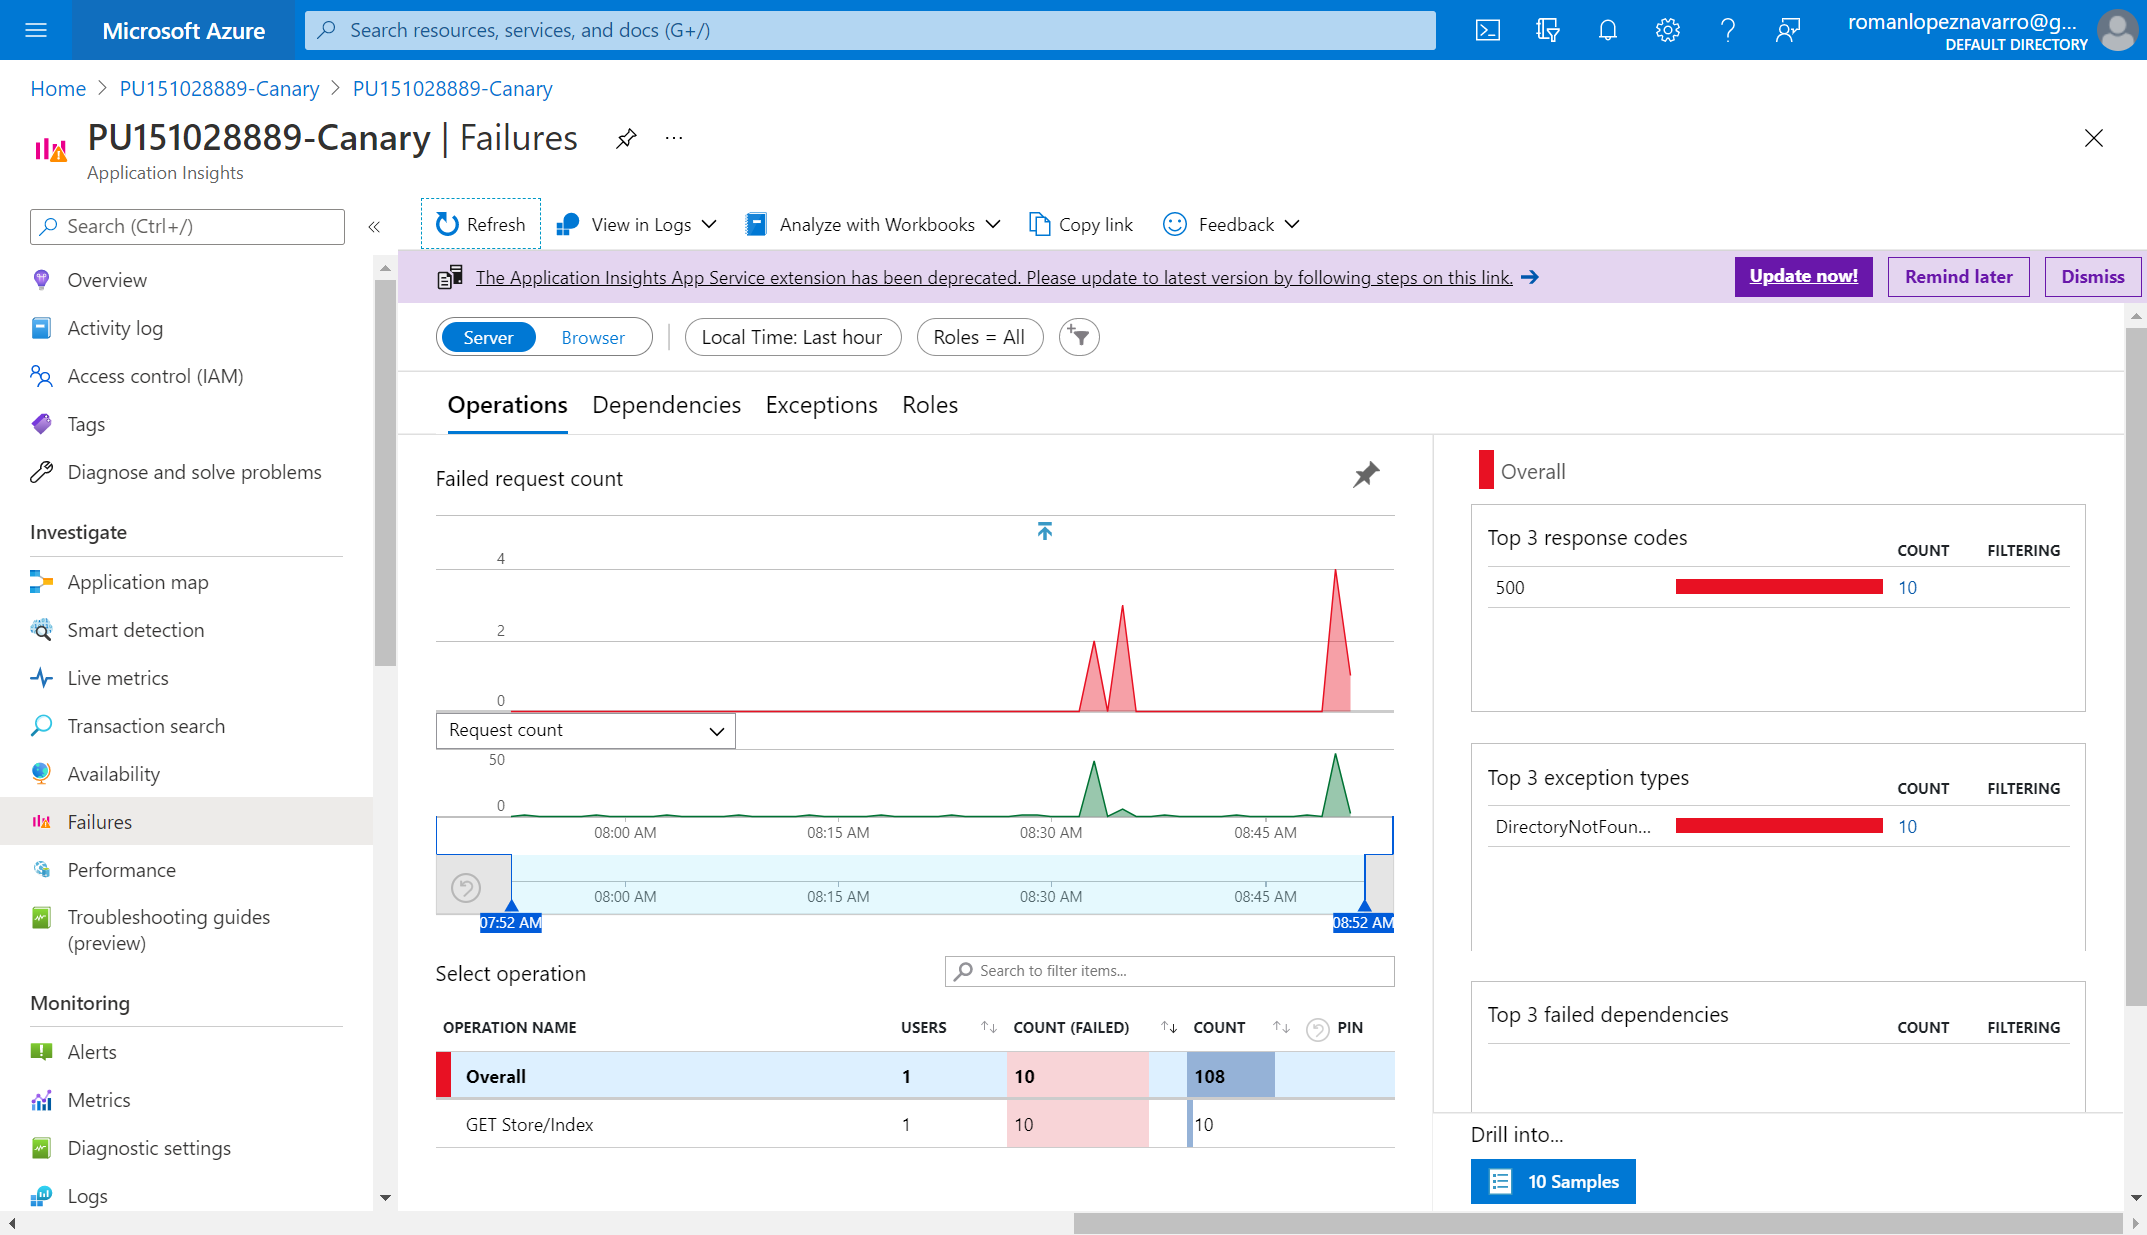 Microsoft Azure
Search resources, services, and docs (G+/)
romanlopeznavarro@g...
DEFAULT DIRECTORY
Home > PU151028889-Canary > PU151028889-Canary
PU151028889-Canary | Failures
Application Insights
Search (Ctrl+/)
Overview
Activity log
Access control (IAM)
Tags
Diagnose and solve problems
Investigate
Application map
Smart detection
Live metrics
Transaction search
Availability
Failures
Performance
Troubleshooting guides
(preview)
Monitoring
Alerts
Metrics
Diagnostic settings
Logs
Refresh View in Logs Analyze with Workbooks Copy link Feedback
The Application Insights App Service extension has been deprecated. Please update to latest version by following steps on this link.
Update now! Remind later Dismiss
Server Browser Local Time: Last hour Roles = All
Operations Dependencies Exceptions Roles
Failed request count
4
2
0
Request count
50
0
08:00 AM 08:15 AM 08:30 AM 08:45 AM
08:00 AM 08:15 AM 08:30 AM 08:45 AM
07:52 AM 08:52 AM
Select operation
Search to filter items...
OPERATION NAME USERS COUNT (FAILED) COUNT PIN
Overall 1 10 108
GET Store/Index 1 10 10
Overall
Top 3 response codes
COUNT FILTERING
500 10
Top 3 exception types
COUNT FILTERING
DirectoryNotFoun... 10
Top 3 failed dependencies
COUNT FILTERING
Drill into...
10 Samples